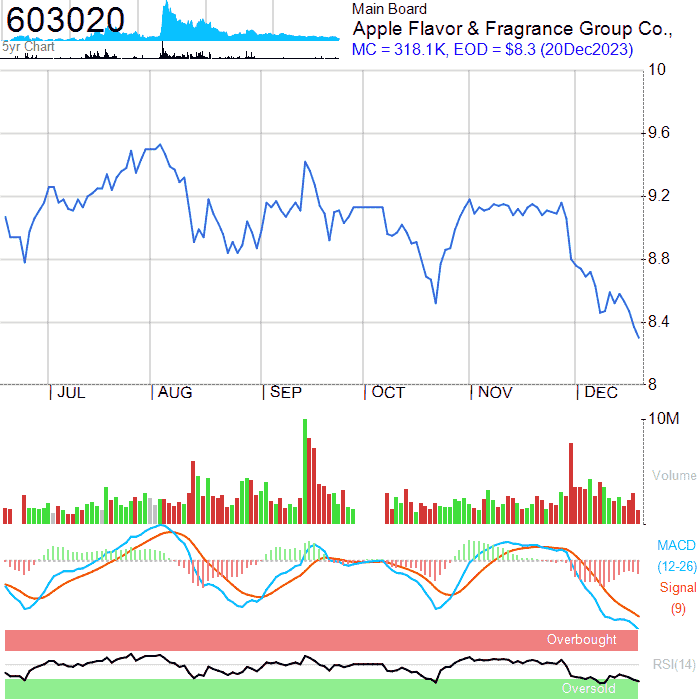 603020
5yr Chart
Main Board
Apple Flavor & Fragrance Group Co.,
MC = 318.1K, EOD = $8.3 (20Dec2023)
10
9.6
9.2
8.8
8.4
8
JUL AUG SEP OCT NOV DEC
10M
Volume
MACD
(12-26)
Signal
(9)
Overbought
RSI(14)
Oversold